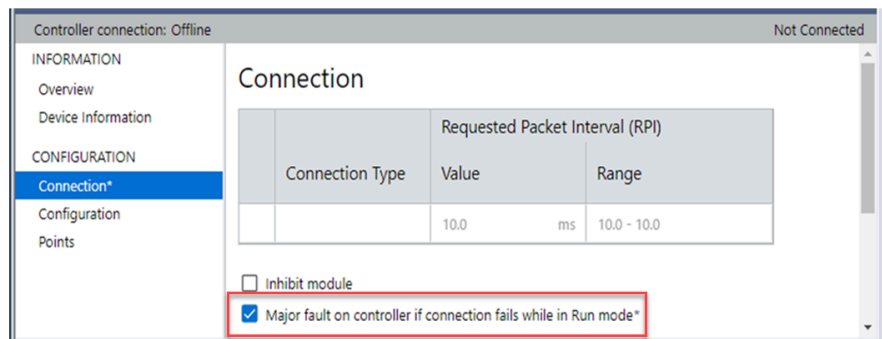 Controller connection: Offline
Not Connected
INFORMATION
Overview
Device Information
CONFIGURATION
Connection*
Configuration
Points
Connection
Requested Packet Interval (RPI)
Connection Type
Value
Range
10.0 ms
10.0 - 10.0
Inhibit module
Major fault on controller if connection fails while in Run mode*